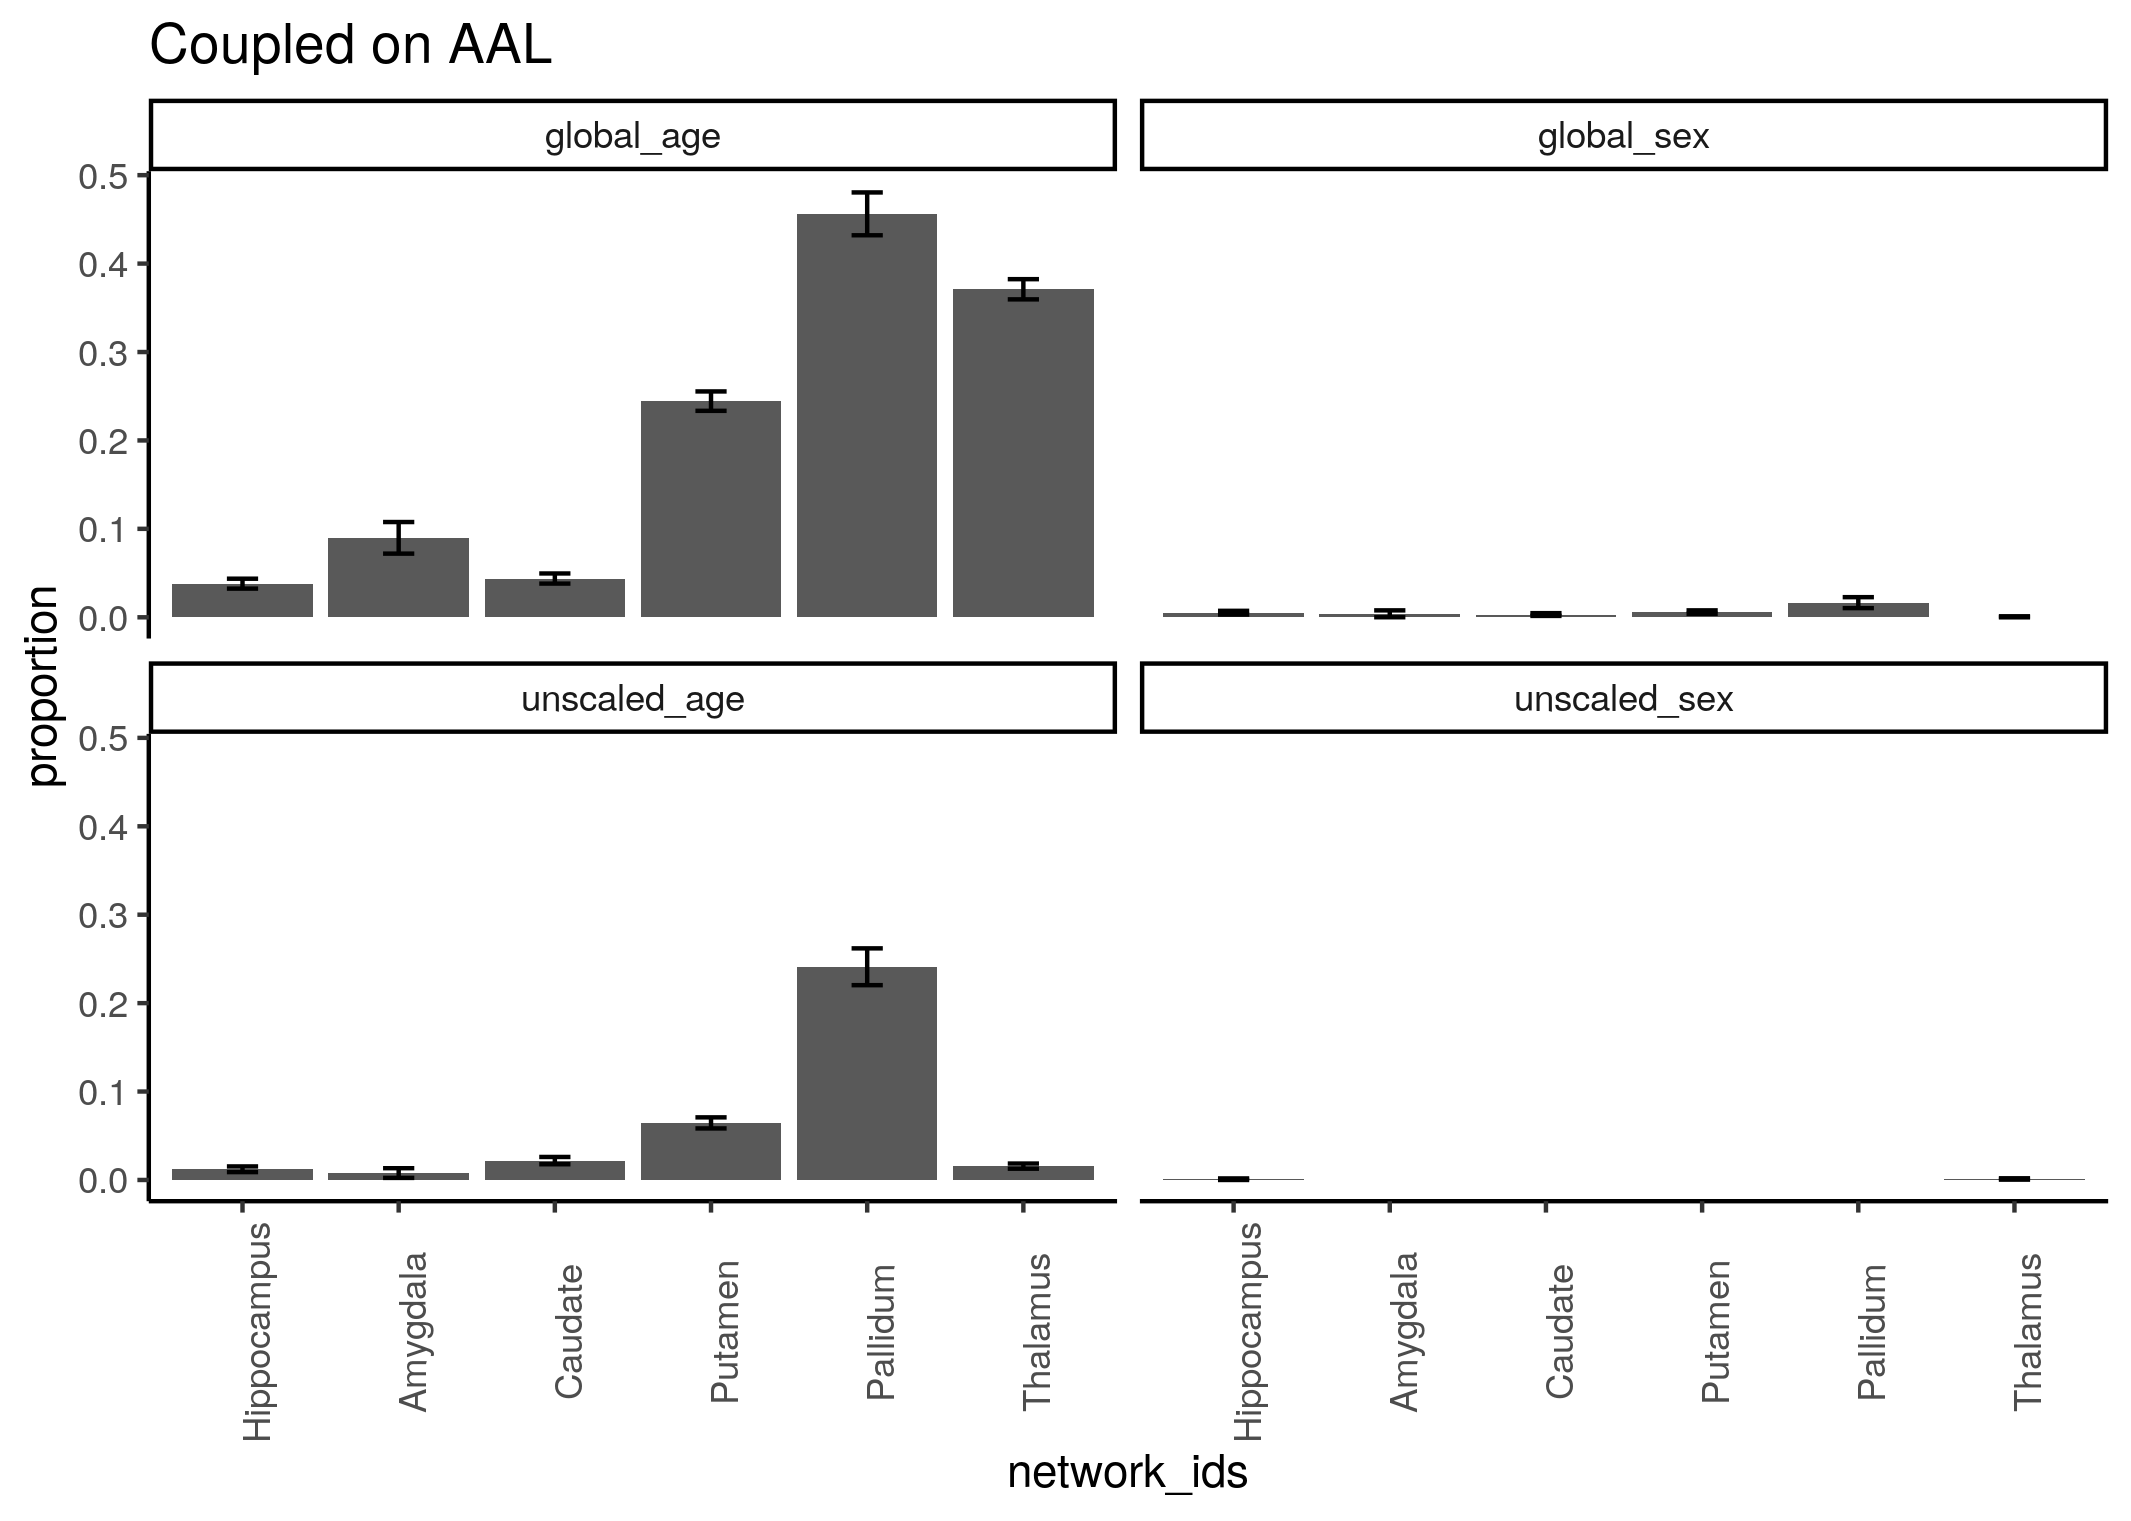 Coupled on AAL
global_age
global_sex
0.5
0.4
0.3
0.2
0.1
0.0
unscaled_age
unscaled_sex
0.5
0.4
0.3
0.2
0.1
0.0
proportion
Hippocampus
Amygdala
Caudate
Putamen
Pallidum
Thalamus
Hippocampus
Amygdala
Caudate
Putamen
Pallidum
Thalamus
network_ids